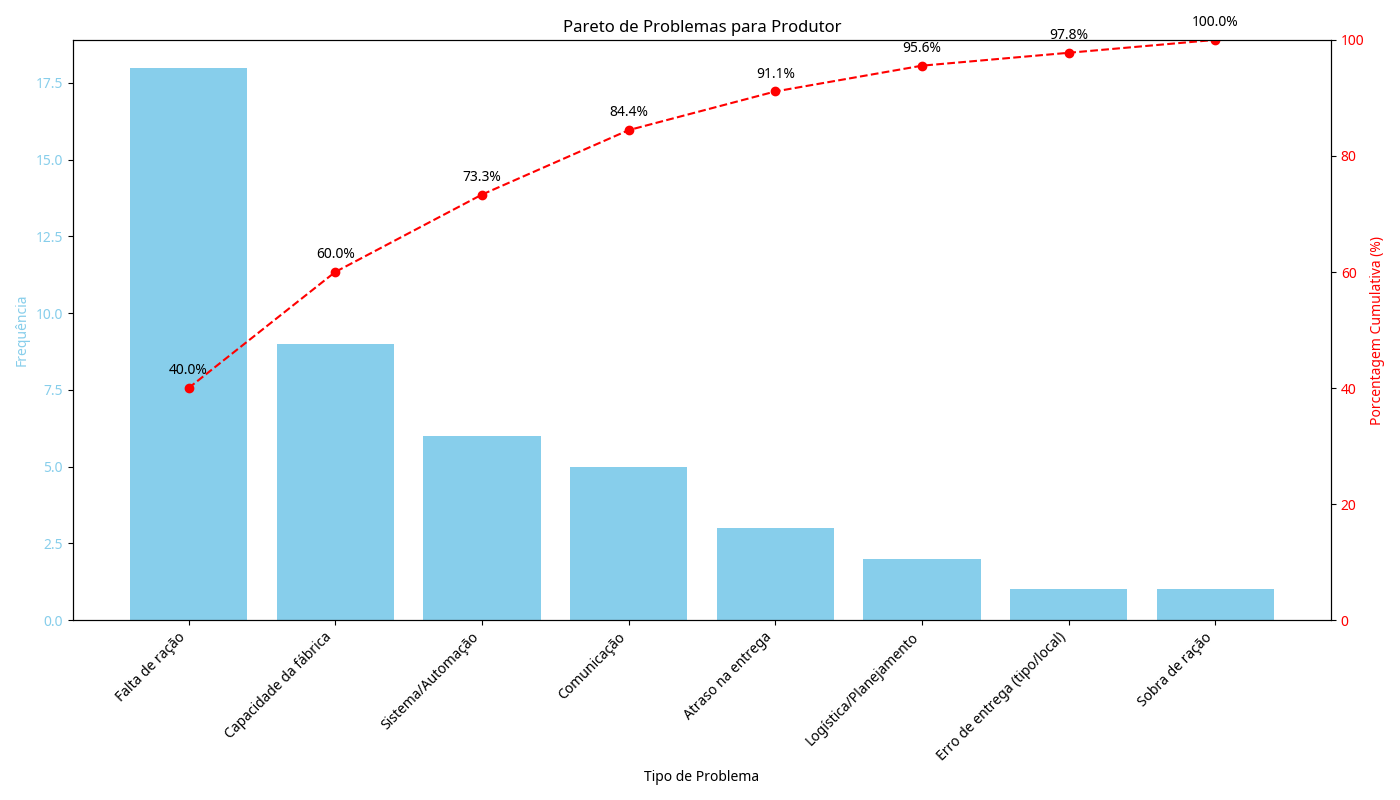 Pareto de Problemas para Produtor
Frequência
17.5
15.0
12.5
10.0
7.5
5.0
2.5
0.0
40.0%
60.0%
73.3%
84.4%
91.1%
95.6%
97.8%
100.0%
100
80
60
40
20
0
Porcentagem Cumulativa (%)
Falta de ração
Capacidade da fábrica
Sistema/Automação
Comunicação
Atraso na entrega
Logística/Planejamento
Erro de entrega (tipo/local)
Sobra de ração
Tipo de Problema